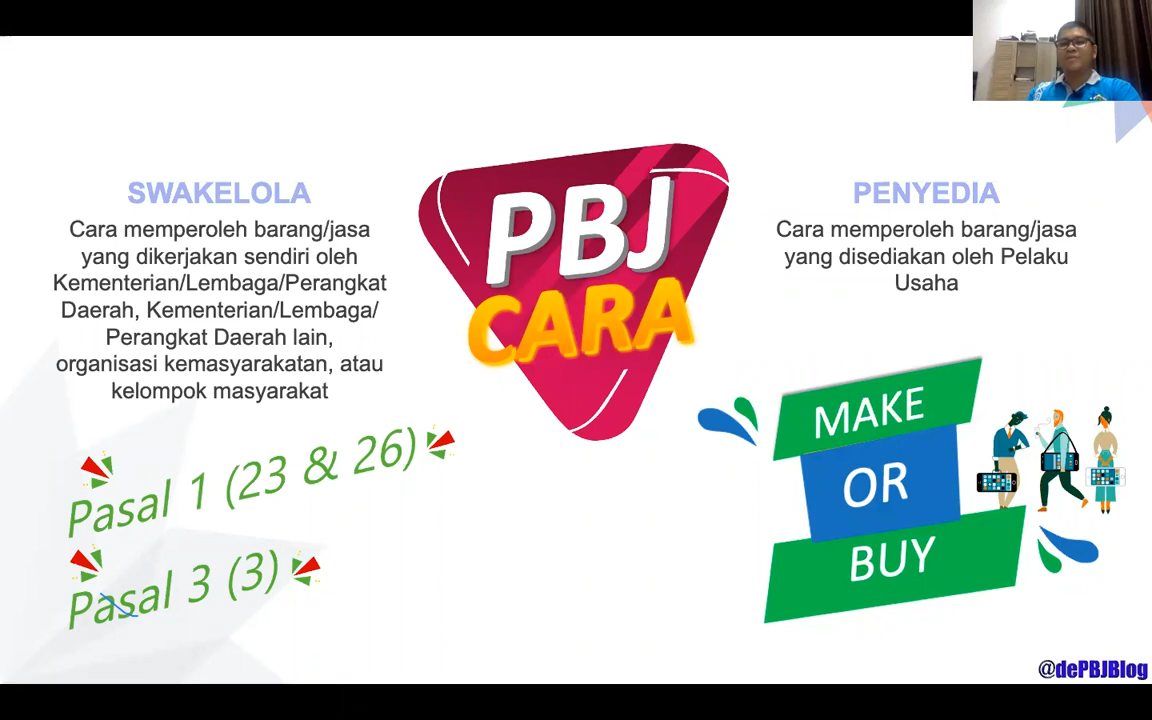 SWAKELOLA
Cara memperoleh barang/jasa
yang dikerjakan sendiri oleh
Kementerian/Lembaga/Perangkat
Daerah, Kementerian/Lembaga/
Perangkat Daerah lain,
organisasi kemasyarakatan, atau
kelompok masyarakat
Pasal 1 (23 & 26)
Pasal 3 (3)
PBJ
CARA
PENYEDIA
Cara memperoleh barang/jasa
yang disediakan oleh Pelaku
Usaha
MAKE
OR
BUY
@dePBJBlog